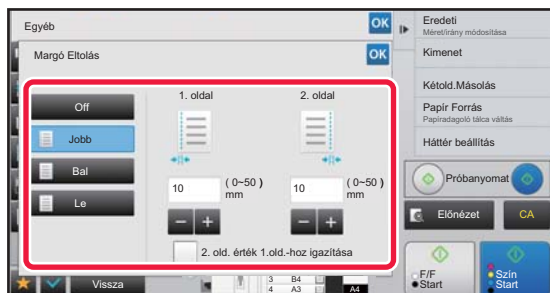 Egyéb
OK
Margó Eltolás
OK
Off
Jobb
Bal
Le
1. oldal
2. oldal
10
( 0~50 )
mm
10
( 0~50 )
mm
2. old. érték 1.old.-hoz igazítása
Vissza
3 B4
4 A3
A4
Eredeti
Méret/irány módosítása
Kimenet
Kétold.Másolás
Papír Forrás
Papíradagoló tálca váltás
Háttér beállítás
Próbanyomat
Előnézet
CA
F/F
Start
Szín
Start